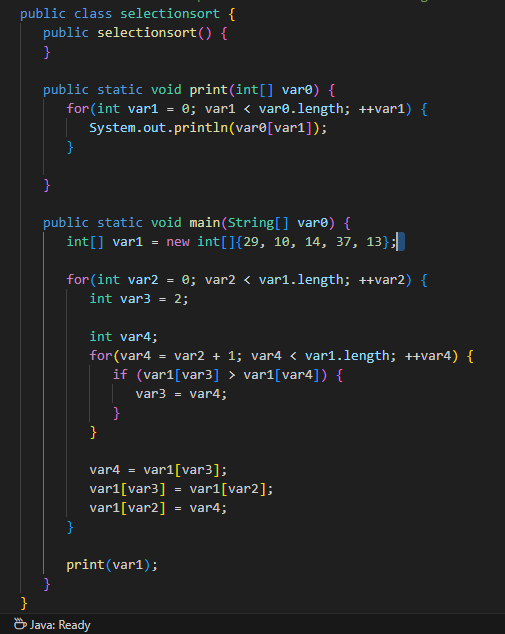 public class selectionsort {
public selectionsort() {
}
public static void print(int[] var0) {
for(int var1 = 0; var1 < var0.length; ++var1) {
System.out.println(var0[var1]);
}
}
public static void main(String[] var0) {
int[] var1 = new int[]{29, 10, 14, 37, 13};
for(int var2 = 0; var2 < var1.length; ++var2) {
int var3 = 2;
int var4;
for(var4 = var2 + 1; var4 < var1.length; ++var4) {
if (var1[var3] > var1[var4]) {
var3 = var4;
}
}
var4 = var1[var3];
var1[var3] = var1[var2];
var1[var2] = var4;
}
print(var1);
}
}
Java: Ready